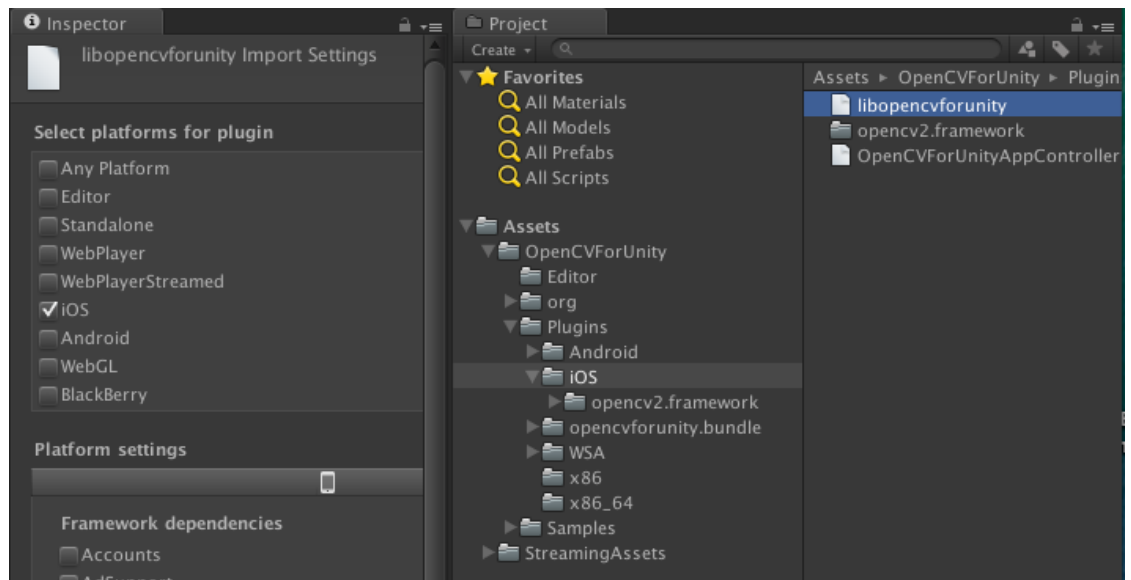 Inspector
libopencvforunity Import Settings
Select platforms for plugin
Any Platform
Editor
Standalone
WebPlayer
WebPlayerStreamed
iOS
Android
WebGL
BlackBerry
Platform settings
Framework dependencies
Accounts
AdSupport
Project
Create
Favorites
All Materials
All Models
All Prefabs
All Scripts
Assets
OpenCVForUnity
Editor
org
Plugins
Android
iOS
opencv2.framework
opencvforunity.bundle
WSA
x86
x86_64
Samples
StreamingAssets
Assets ▸ OpenCVForUnity ▸ Plugin
libopencvforunity
opencv2.framework
OpenCVForUnityAppController